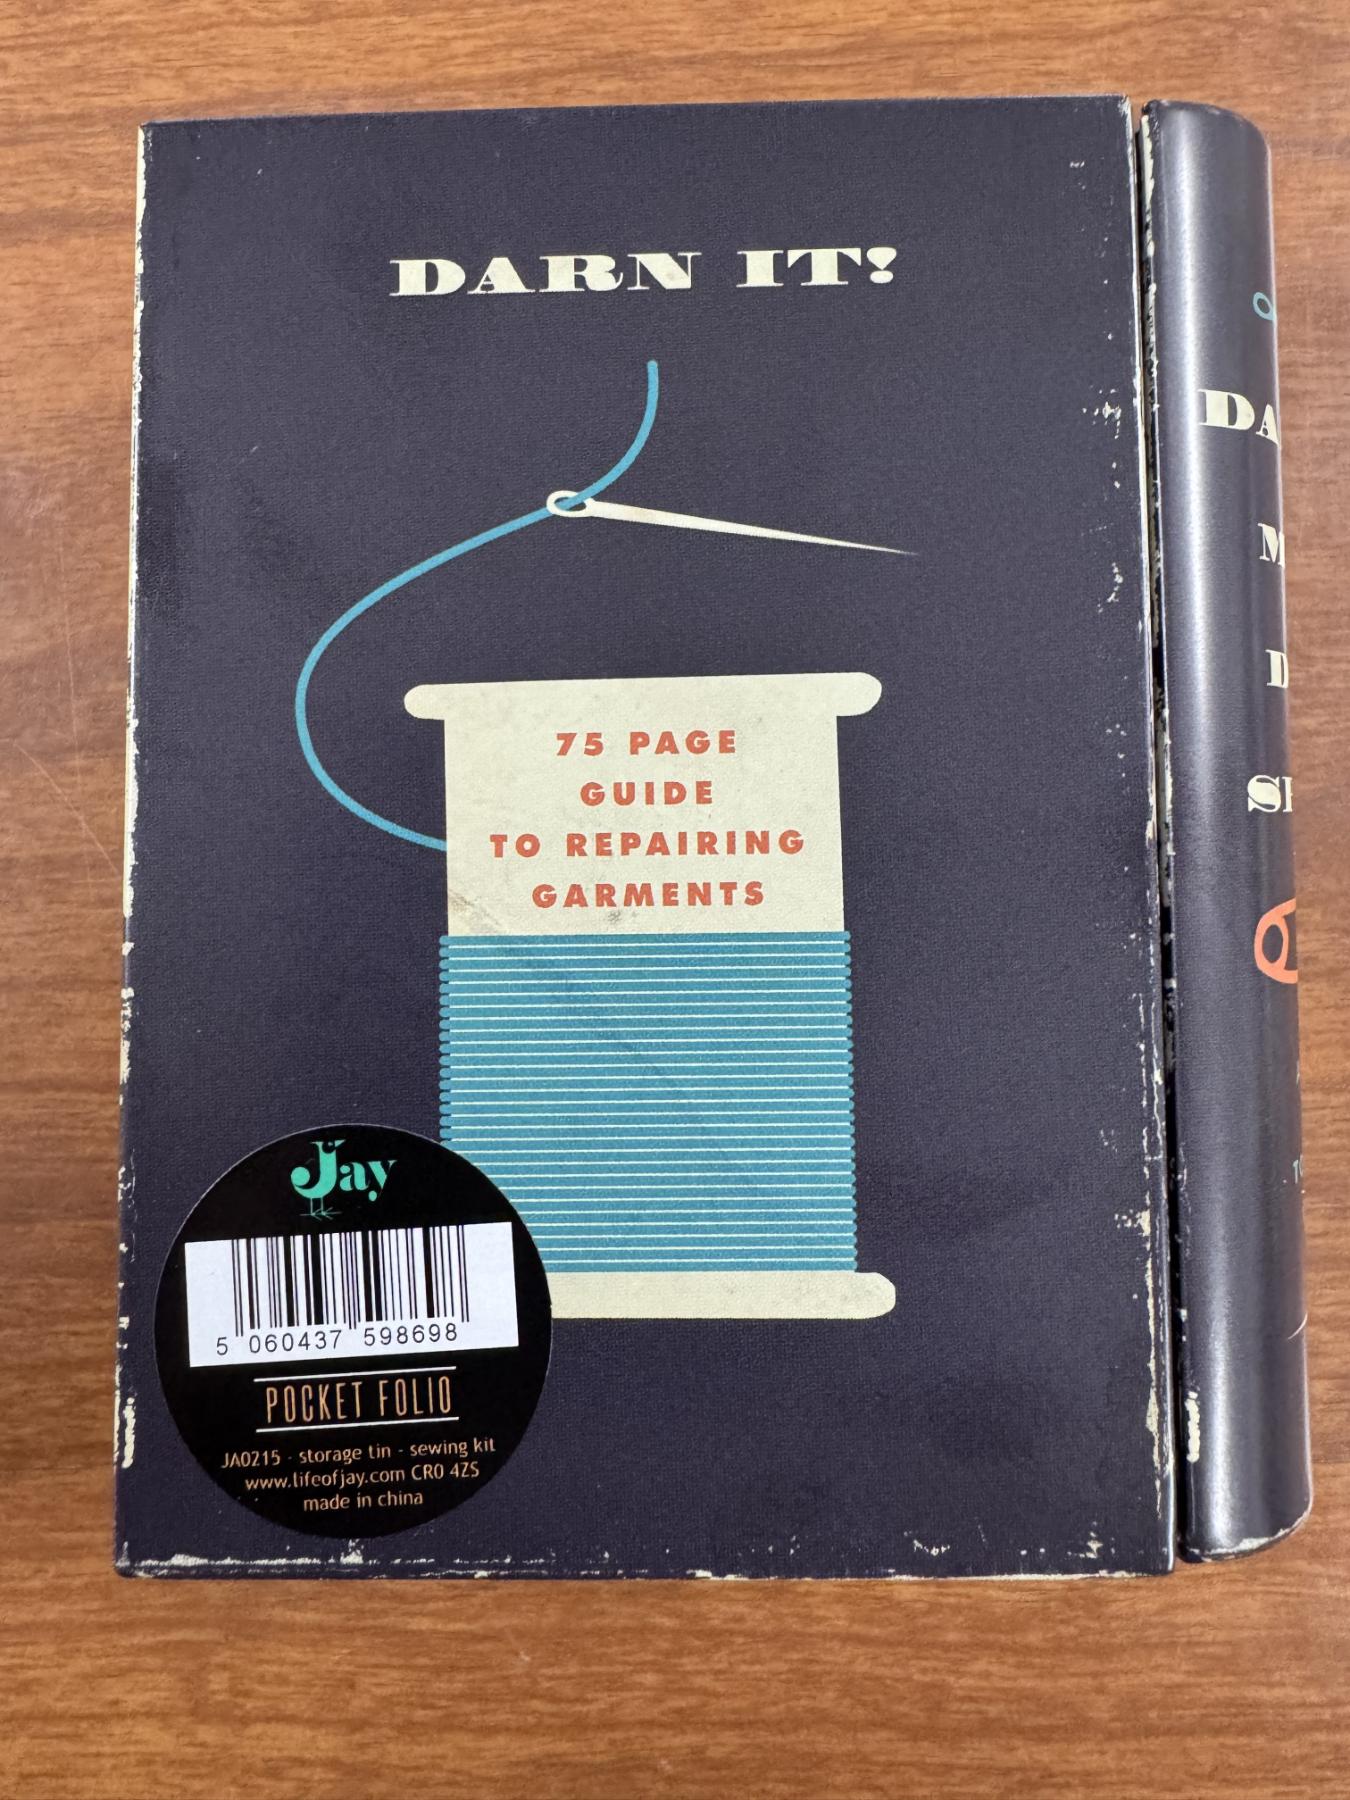 DARN IT!
75 PAGE
GUIDE
TO REPAIRING
GARMENTS
Jay
5 060437 598698
POCKET FOLIO
JA0215 - storage tin - sewing kit
www.lifeofjay.com CR0 4ZS
made in china